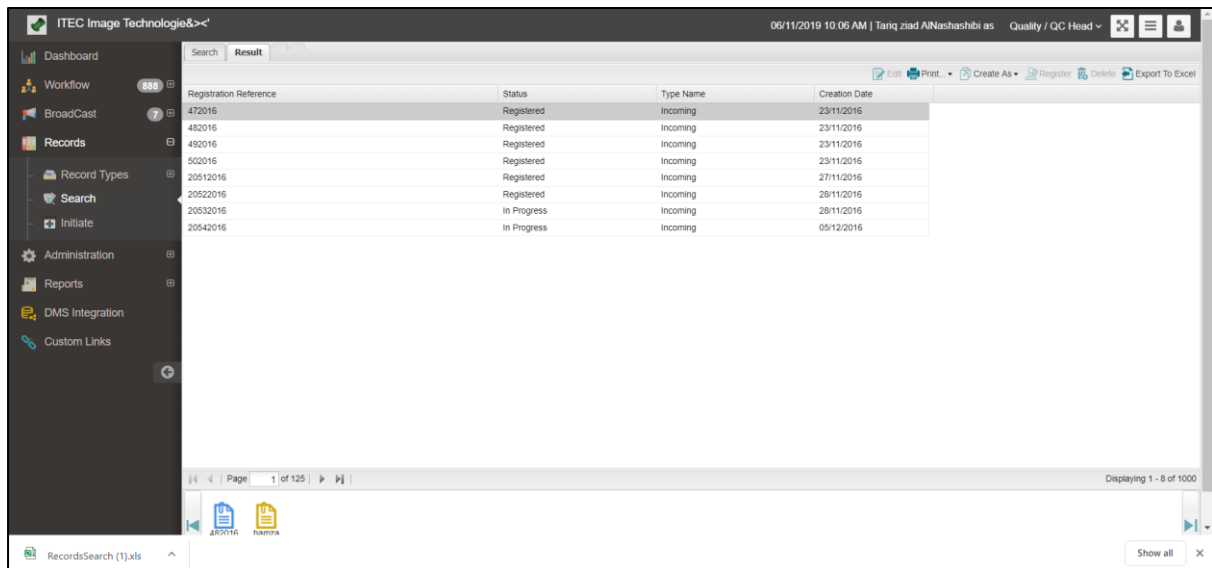 ITEC Image Technologie&><'
06/11/2019 10:06 AM | Tariq ziad AlNashashibi as Quality / QC Head
Dashboard
Workflow 888
BroadCast 7
Records
Record Types
Search
Initiate
Administration
Reports
DMS Integration
Custom Links
Search Result
Edit Print... Create As Register Delete Export To Excel
Registration Reference Status Type Name Creation Date
472016 Registered Incoming 23/11/2016
482016 Registered Incoming 23/11/2016
492016 Registered Incoming 23/11/2016
502016 Registered Incoming 23/11/2016
20512016 Registered Incoming 27/11/2016
20522016 Registered Incoming 28/11/2016
20532016 In Progress Incoming 28/11/2016
20542016 In Progress Incoming 05/12/2016
Page 1 of 125 Displaying 1 - 8 of 1000
482016 hamza
RecordsSearch (1).xls Show all